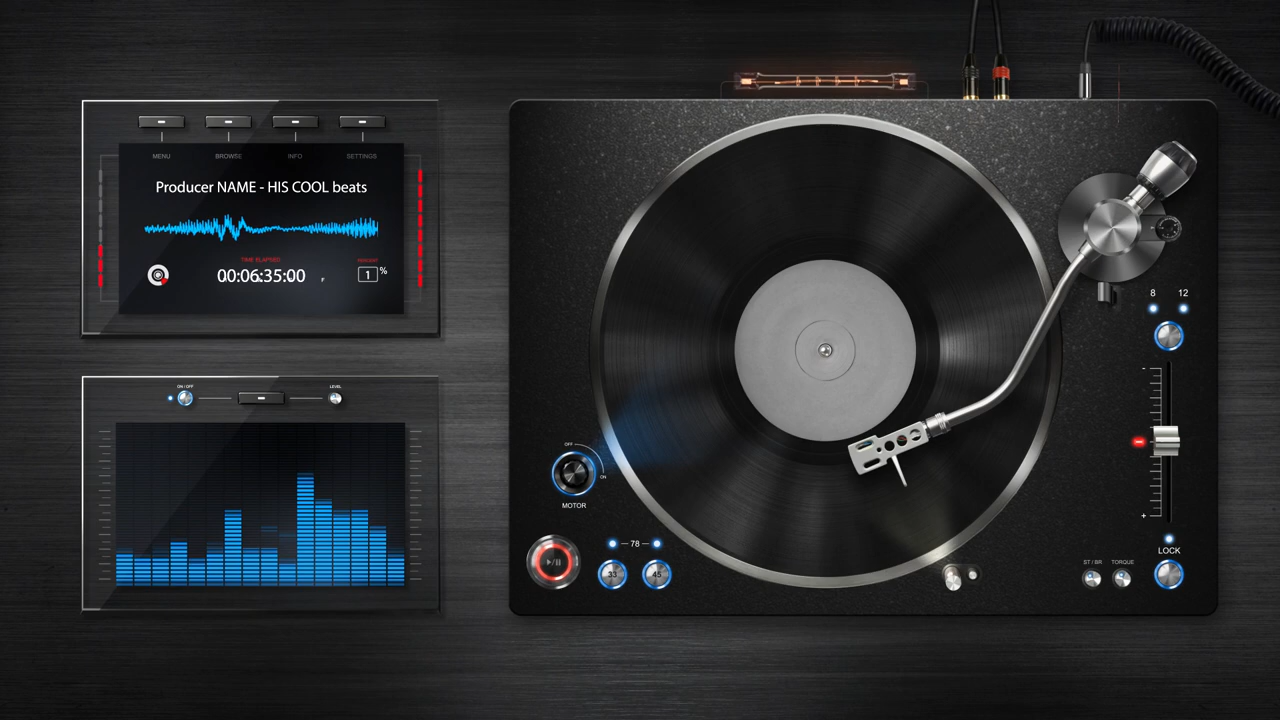 MENU BROWSE INFO SETTINGS
Producer NAME - HIS COOL beats
TIME ELAPSED
00:06:35:00 F
1 %
ON / OFF
LEVEL
OFF
ON
MOTOR
78
33 45
8 12
-
+
LOCK
ST / BR TORQUE